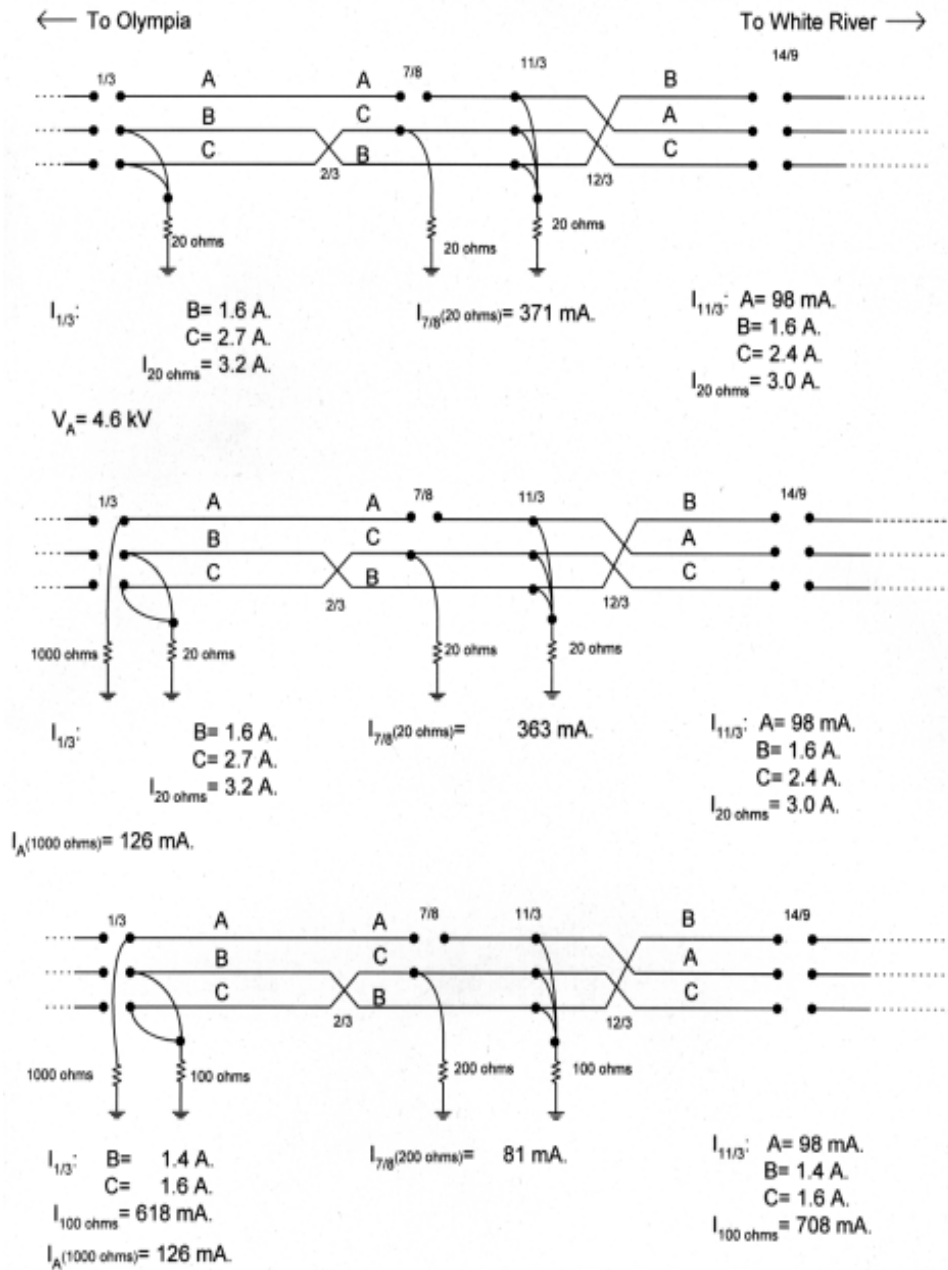 ← To Olympia To White River →
1/3 A A 7/8 11/3 B 14/9
B C A
C B C
2/3 12/3
20 ohms 20 ohms 20 ohms
I1/3: B= 1.6 A. I7/8(20 ohms)= 371 mA. I11/3: A= 98 mA.
C= 2.7 A. B= 1.6 A.
I20 ohms= 3.2 A. C= 2.4 A.
I20 ohms= 3.0 A.
VA= 4.6 kV
1/3 A A 7/8 11/3 B 14/9
B C A
C B C
2/3 12/3
1000 ohms 20 ohms 20 ohms 20 ohms
I1/3: B= 1.6 A. I7/8(20 ohms)= 363 mA. I11/3: A= 98 mA.
C= 2.7 A. B= 1.6 A.
I20 ohms= 3.2 A. C= 2.4 A.
I20 ohms= 3.0 A.
IA(1000 ohms)= 126 mA.
1/3 A A 7/8 11/3 B 14/9
B C A
C B C
2/3 12/3
1000 ohms 100 ohms 200 ohms 100 ohms
I1/3: B= 1.4 A. I7/8(200 ohms)= 81 mA. I11/3: A= 98 mA.
C= 1.6 A. B= 1.4 A.
I100 ohms= 618 mA. C= 1.6 A.
IA(1000 ohms)= 126 mA. I100 ohms= 708 mA.